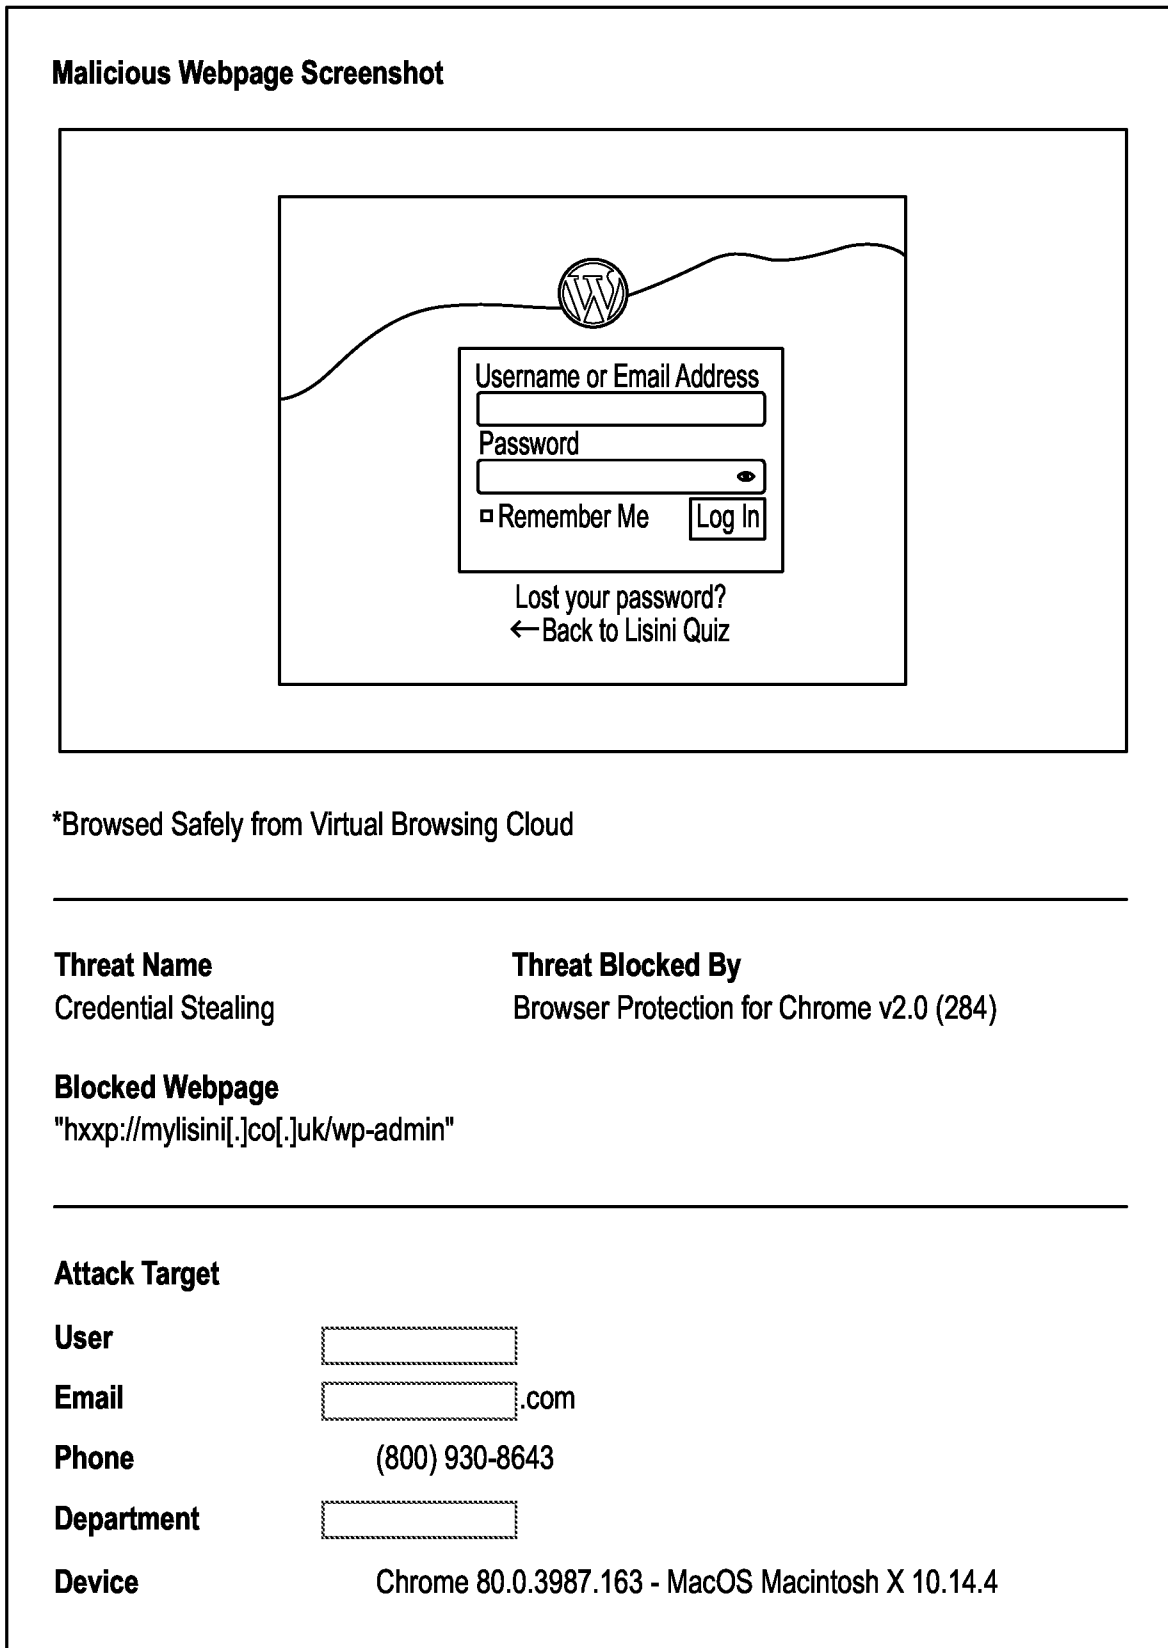 Malicious Webpage Screenshot
W
Username or Email Address
Password
Remember Me Log In
Lost your password?
←Back to Lisini Quiz
*Browsed Safely from Virtual Browsing Cloud
Threat Name Threat Blocked By
Credential Stealing Browser Protection for Chrome v2.0 (284)
Blocked Webpage
"hxxp://mylisini[.]co[.]uk/wp-admin"
Attack Target
User
Email .com
Phone (800) 930-8643
Department
Device Chrome 80.0.3987.163 - MacOS Macintosh X 10.14.4